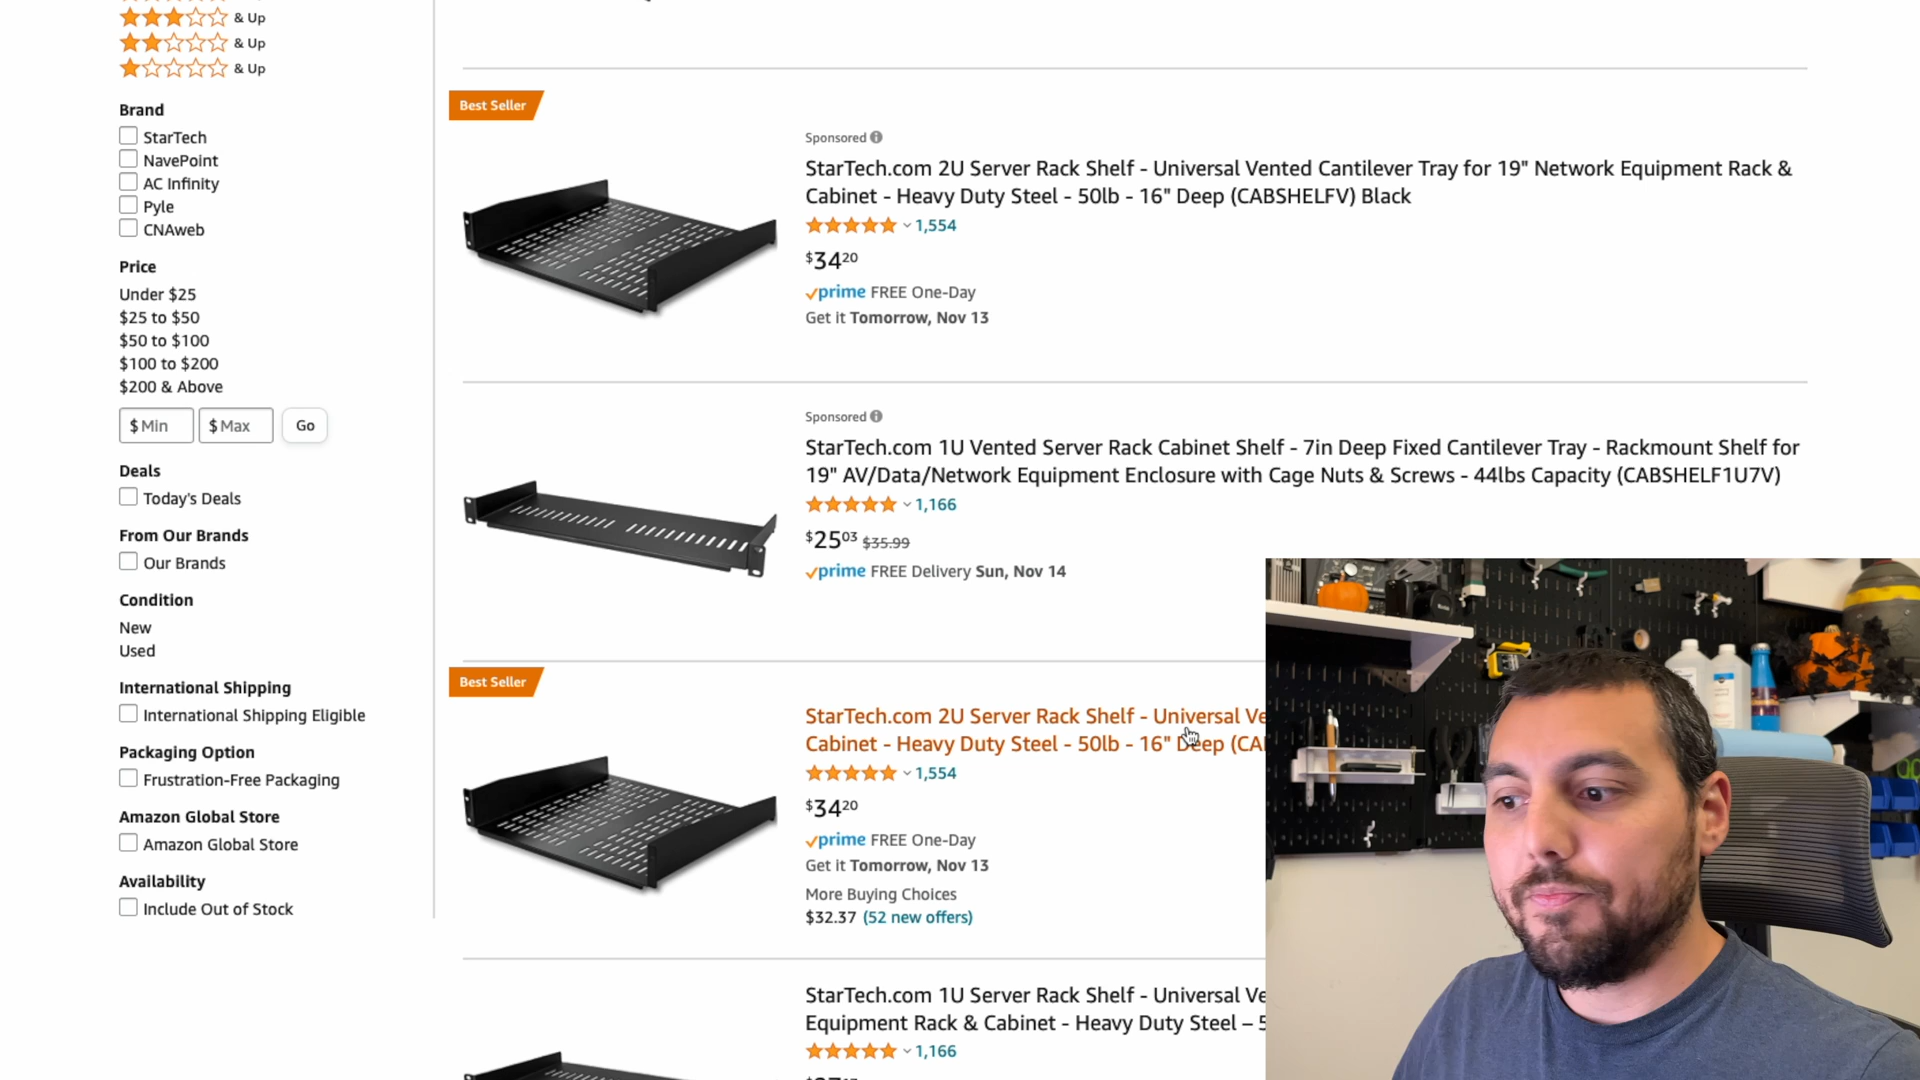 & Up
& Up
& Up
Brand
StarTech
NavePoint
AC Infinity
Pyle
CNAweb
Price
Under $25
$25 to $50
$50 to $100
$100 to $200
$200 & Above
$ Min
$ Max
Go
Deals
Today's Deals
From Our Brands
Our Brands
Condition
New
Used
International Shipping
International Shipping Eligible
Packaging Option
Frustration-Free Packaging
Amazon Global Store
Amazon Global Store
Availability
Include Out of Stock
Best Seller
Sponsored
StarTech.com 2U Server Rack Shelf - Universal Vented Cantilever Tray for 19" Network Equipment Rack &
Cabinet - Heavy Duty Steel - 50lb - 16" Deep (CABSHELFV) Black
1,554
$3420
prime FREE One-Day
Get it Tomorrow, Nov 13
Sponsored
StarTech.com 1U Vented Server Rack Cabinet Shelf - 7in Deep Fixed Cantilever Tray - Rackmount Shelf for
19" AV/Data/Network Equipment Enclosure with Cage Nuts & Screws - 44lbs Capacity (CABSHELF1U7V)
1,166
$2503 $35.99
prime FREE Delivery Sun, Nov 14
Best Seller
StarTech.com 2U Server Rack Shelf - Universal Ve
Cabinet - Heavy Duty Steel - 50lb - 16" Deep (CA
1,554
$3420
prime FREE One-Day
Get it Tomorrow, Nov 13
More Buying Choices
$32.37 (52 new offers)
StarTech.com 1U Server Rack Shelf - Universal Ve
Equipment Rack & Cabinet - Heavy Duty Steel – 5
1,166